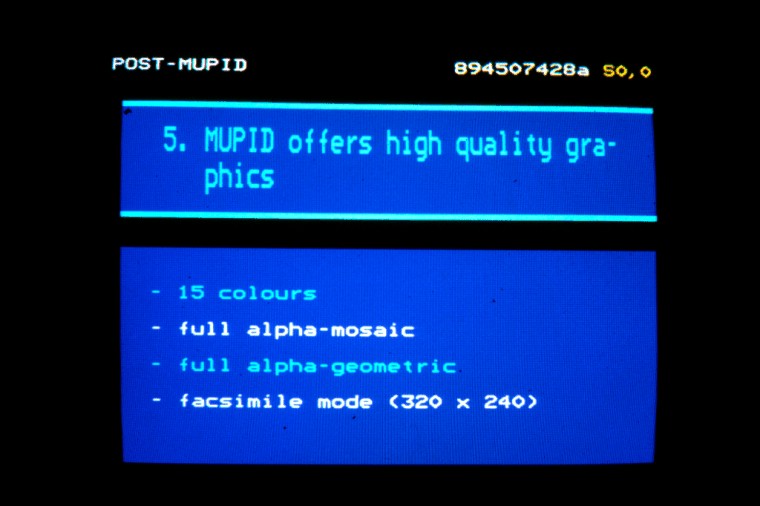 POST-MUPID 894507428a S0,0
5. MUPID offers high quality gra-
phics
- 15 colours
- full alpha-mosaic
- full alpha-geometric
- facsimile mode (320 x 240)